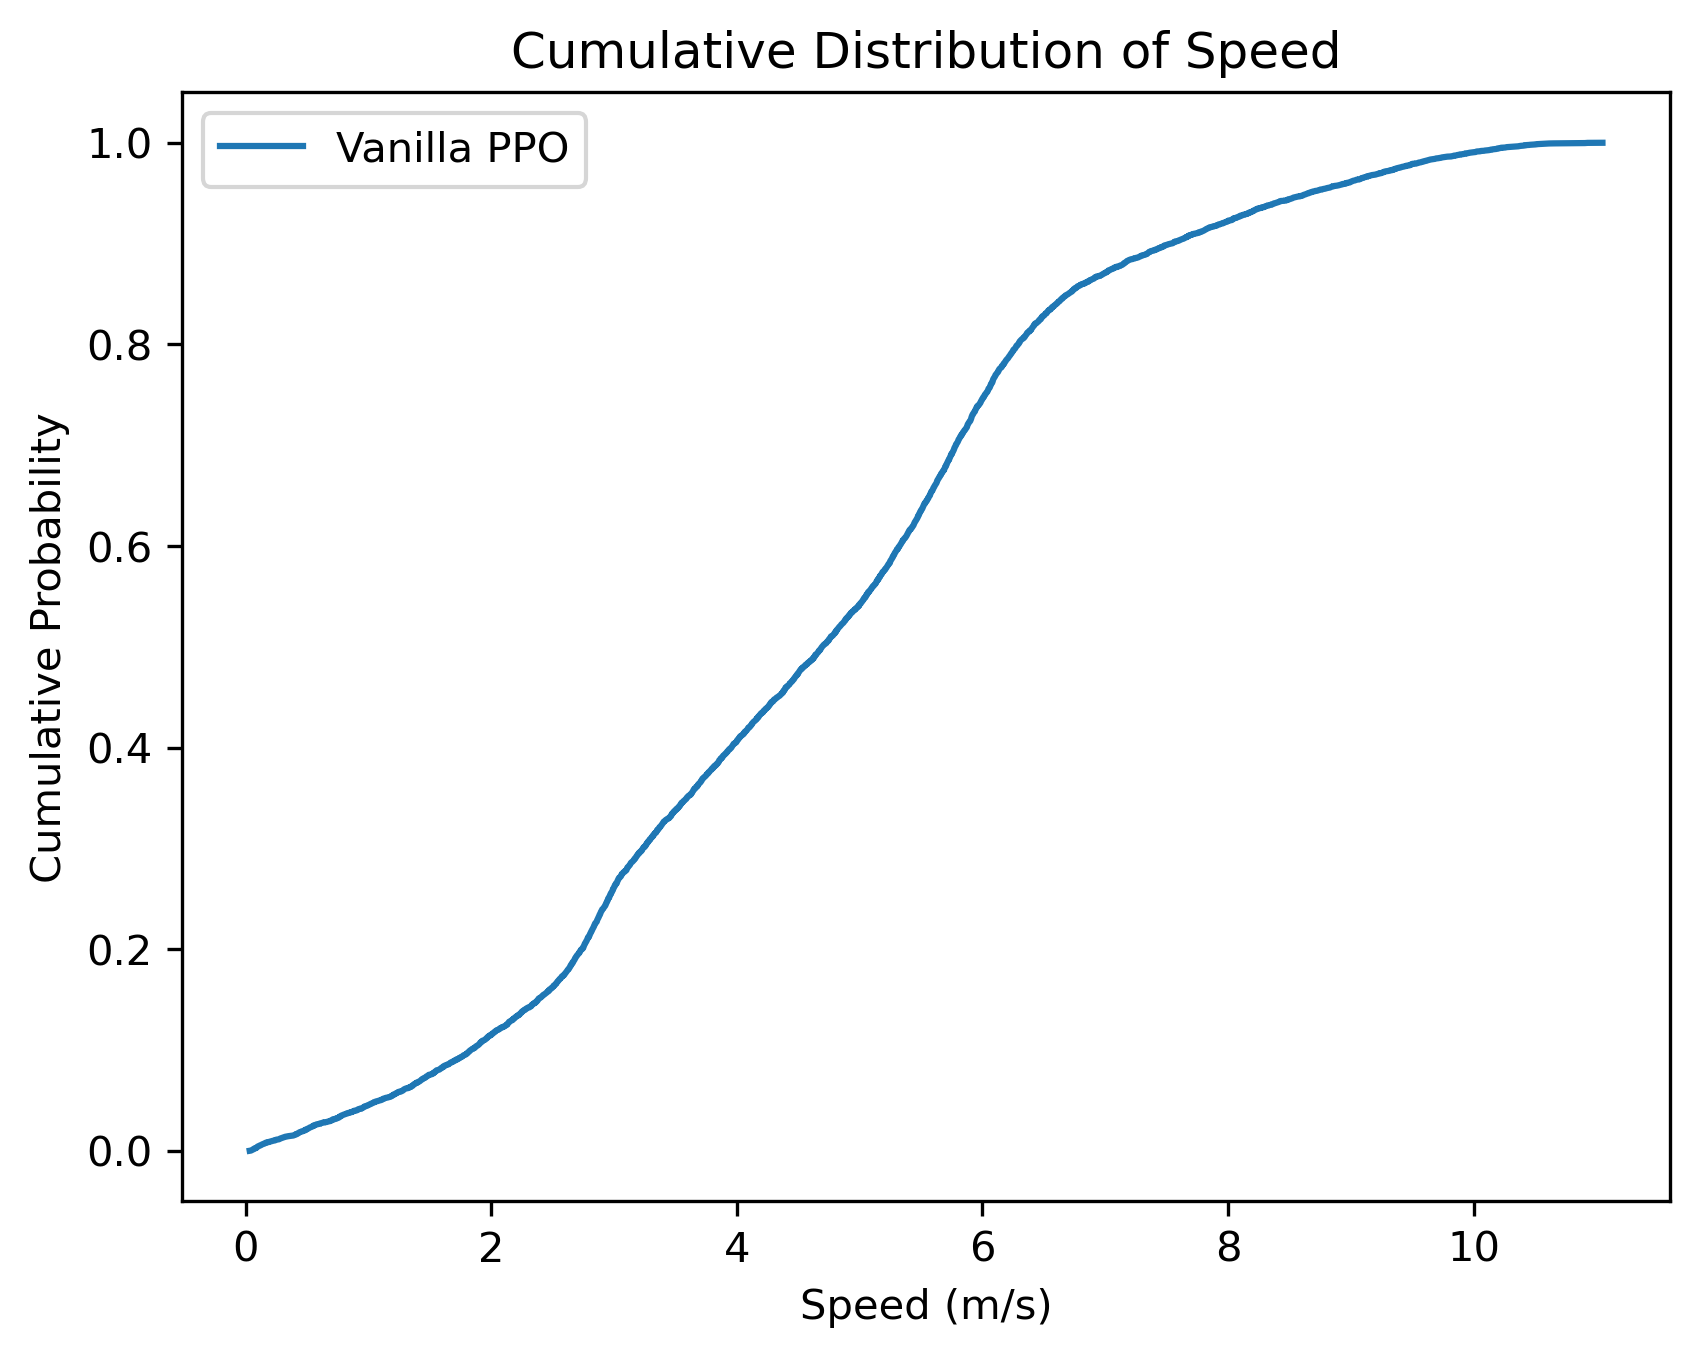 Cumulative Distribution of Speed
Vanilla PPO
1.0
0.8
0.6
0.4
0.2
0.0
Cumulative Probability
0 2 4 6 8 10
Speed (m/s)